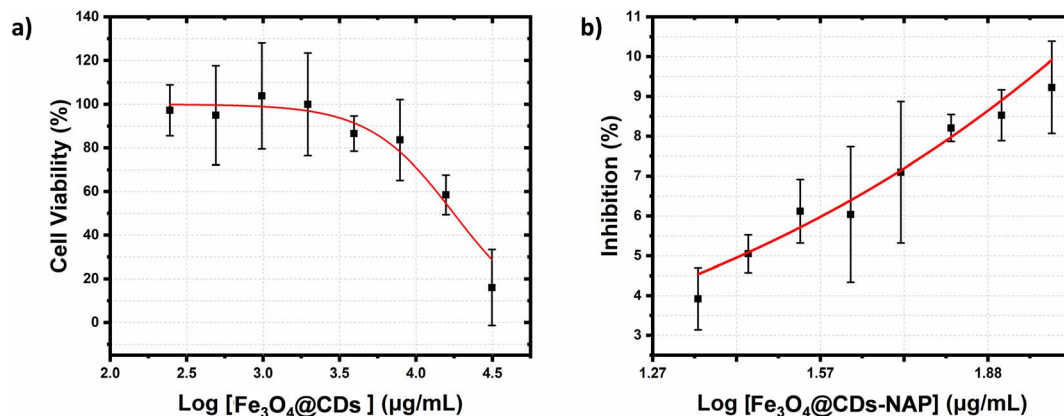 a)
140
120
100
80
60
40
20
0
Cell Viability (%)
2.0 2.5 3.0 3.5 4.0 4.5
Log [Fe₃O₄@CDs ] (µg/mL)
b)
11
10
9
8
7
6
5
4
3
Inhibition (%)
1.27 1.57 1.88
Log [Fe₃O₄@CDs-NAP] (µg/mL)